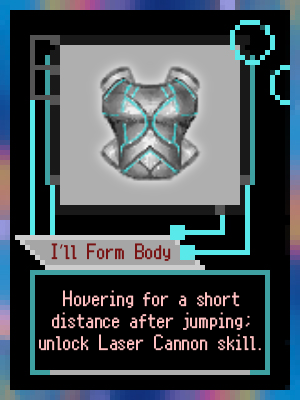 I'll Form Body
Hovering for a short
distance after jumping;
unlock Laser Cannon skill.